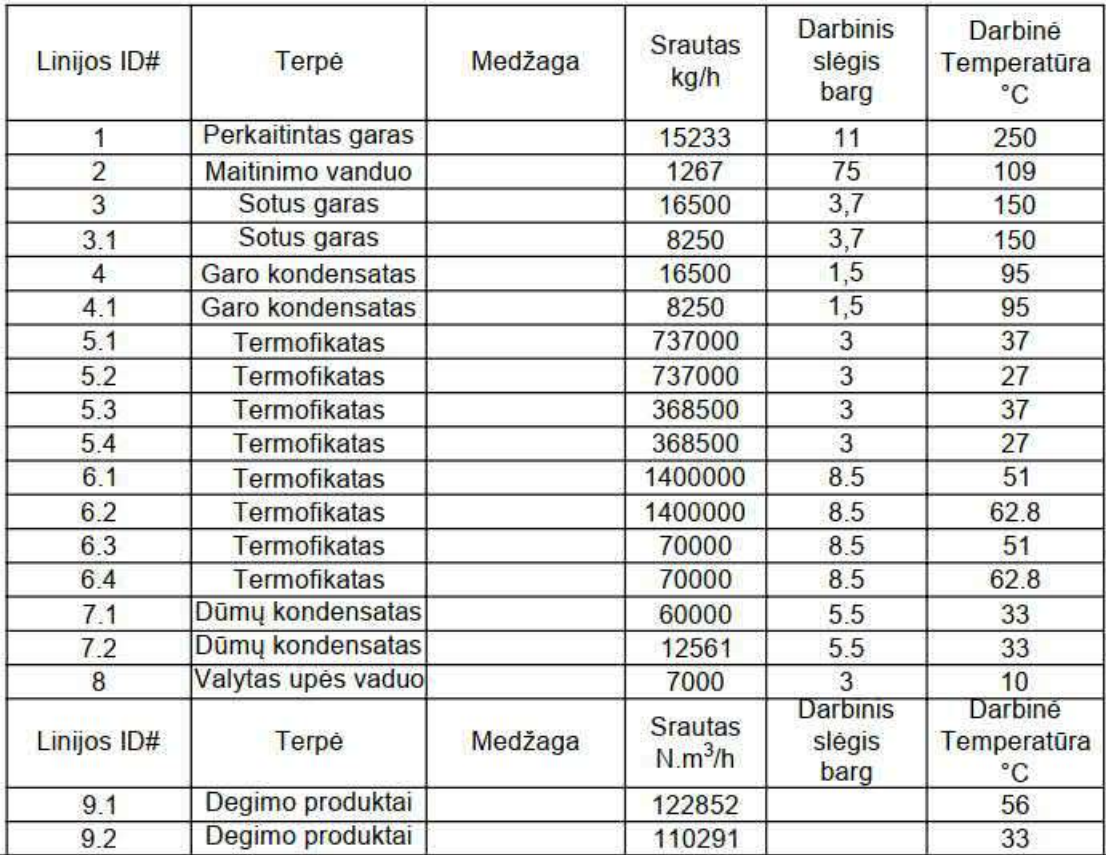 Linijos ID# Terpė Medžaga Srautas kg/h Darbinis slėgis barg Darbinė Temperatūra °C
1 Perkaitintas garas 15233 11 250
2 Maitinimo vanduo 1267 75 109
3 Sotus garas 16500 3,7 150
3.1 Sotus garas 8250 3,7 150
4 Garo kondensatas 16500 1,5 95
4.1 Garo kondensatas 8250 1,5 95
5.1 Termofikatas 737000 3 37
5.2 Termofikatas 737000 3 27
5.3 Termofikatas 368500 3 37
5.4 Termofikatas 368500 3 27
6.1 Termofikatas 1400000 8.5 51
6.2 Termofikatas 1400000 8.5 62.8
6.3 Termofikatas 70000 8.5 51
6.4 Termofikatas 70000 8.5 62.8
7.1 Dūmų kondensatas 60000 5.5 33
7.2 Dūmų kondensatas 12561 5.5 33
8 Valytas upės vaduo 7000 3 10
Linijos ID# Terpė Medžaga Srautas N.m³/h Darbinis slėgis barg Darbinė Temperatūra °C
9.1 Degimo produktai 122852 56
9.2 Degimo produktai 110291 33